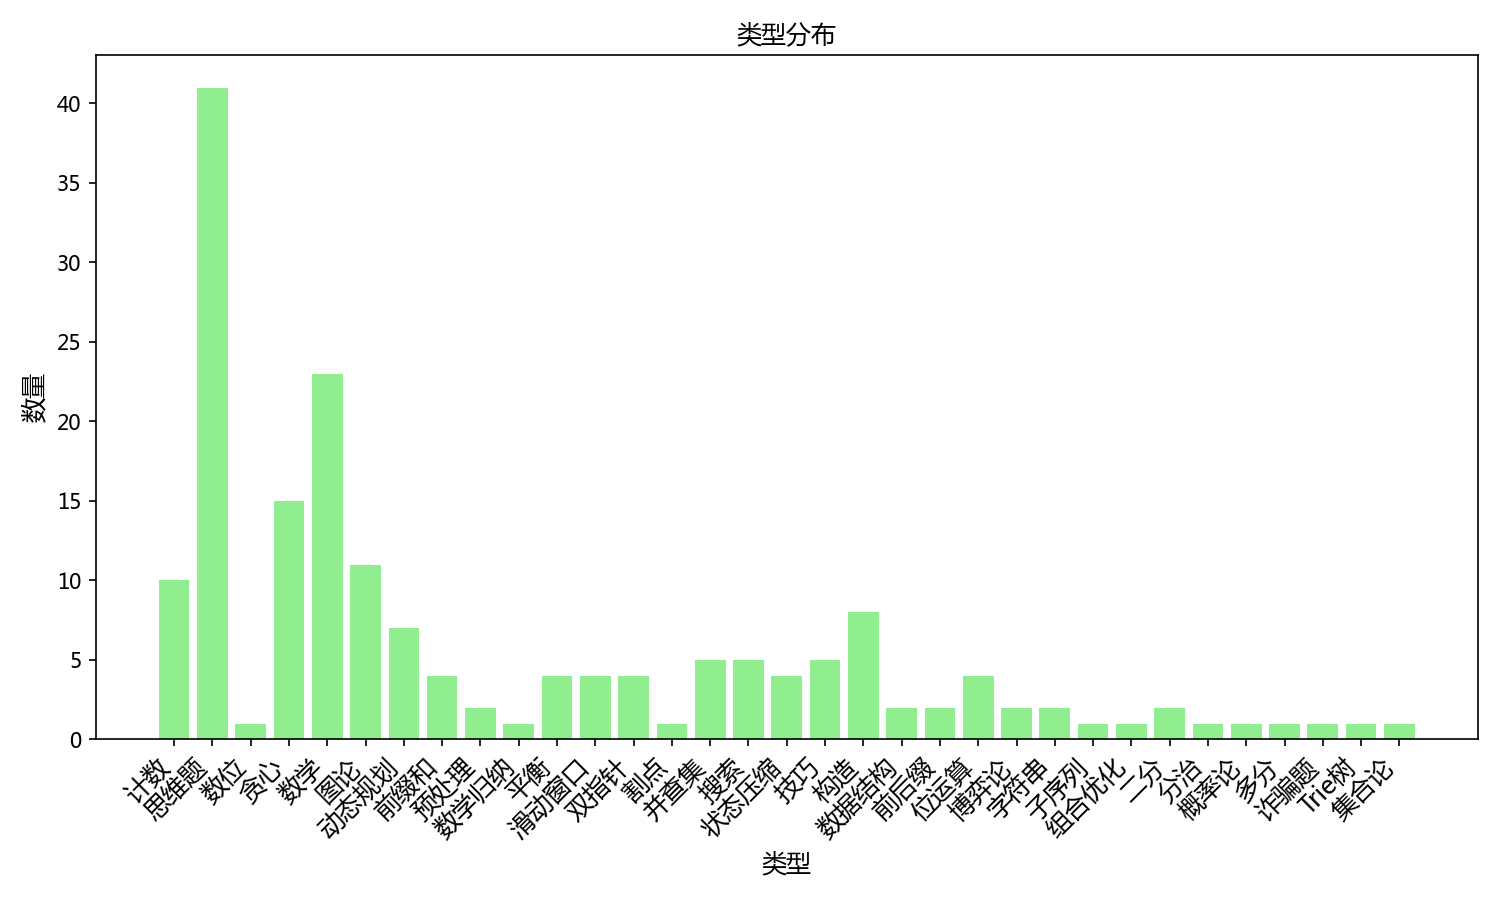 类型分布
数量
40
35
30
25
20
15
10
5
0
计数
思维题
数位
贪心
数学
图论
动态规划
前缀和
预处理
数学归纳
平衡
滑动窗口
双指针
割点
并查集
搜索
状态压缩
技巧
构造
数据结构
前后缀
位运算
博弈论
字符串
子序列
组合优化
二分
分治
概率论
多分
诈骗题
Trie树
集合论
类型